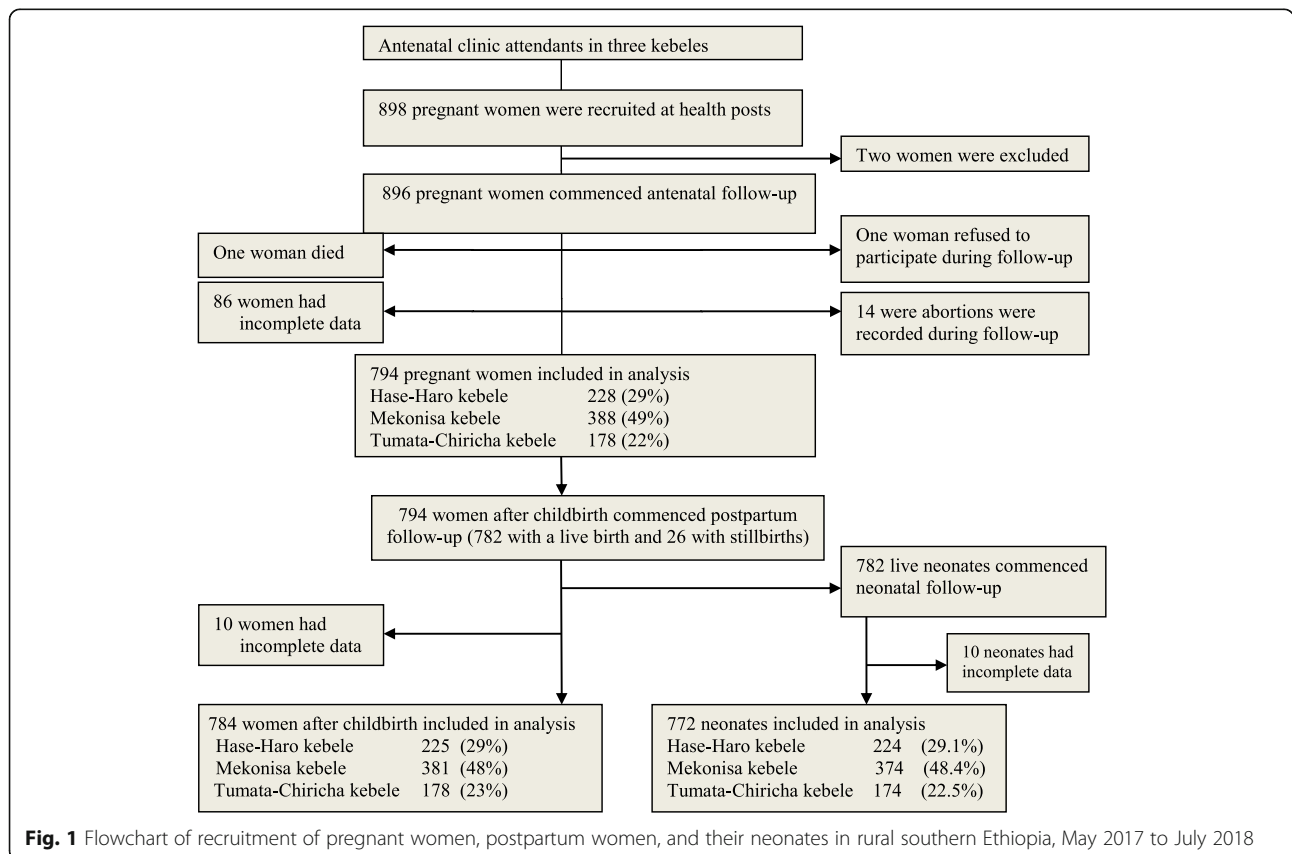 Antenatal clinic attendants in three kebeles
898 pregnant women were recruited at health posts
Two women were excluded
896 pregnant women commenced antenatal follow-up
One woman died
One woman refused to
participate during follow-up
86 women had
incomplete data
14 were abortions were
recorded during follow-up
794 pregnant women included in analysis
Hase-Haro kebele 228 (29%)
Mekonisa kebele 388 (49%)
Tumata-Chiricha kebele 178 (22%)
794 women after childbirth commenced postpartum
follow-up (782 with a live birth and 26 with stillbirths)
782 live neonates commenced
neonatal follow-up
10 women had
incomplete data
10 neonates had
incomplete data
784 women after childbirth included in analysis
Hase-Haro kebele 225 (29%)
Mekonisa kebele 381 (48%)
Tumata-Chiricha kebele 178 (23%)
772 neonates included in analysis
Hase-Haro kebele 224 (29.1%)
Mekonisa kebele 374 (48.4%)
Tumata-Chiricha kebele 174 (22.5%)
Fig. 1 Flowchart of recruitment of pregnant women, postpartum women, and their neonates in rural southern Ethiopia, May 2017 to July 2018